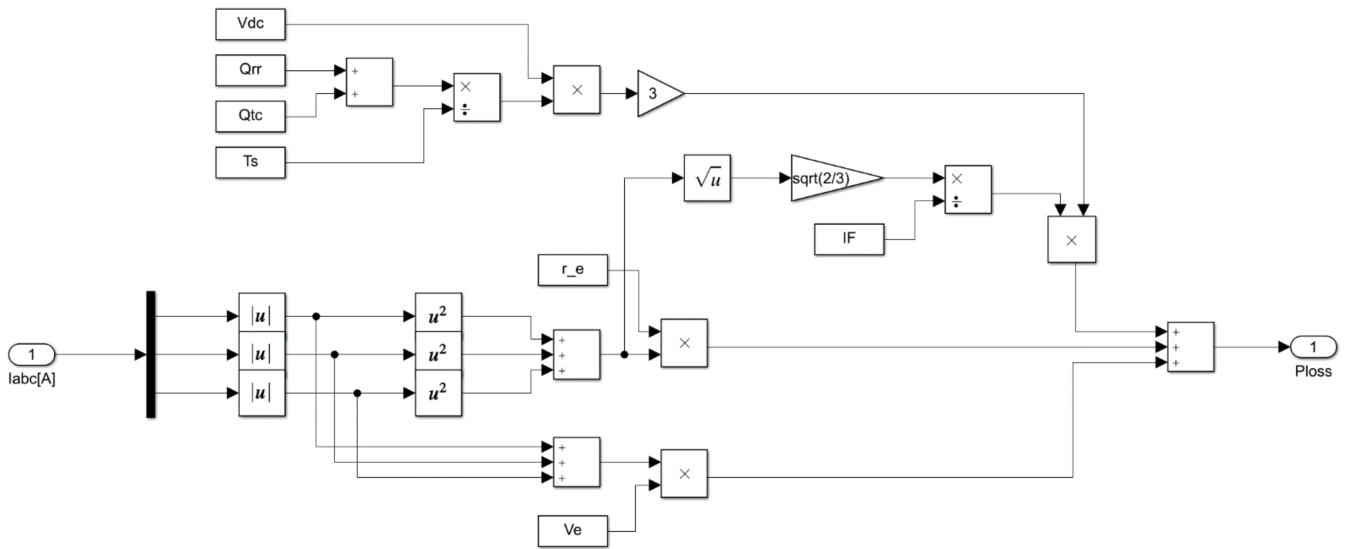 Vdc
Qrr
+
+
Qtc
Ts
×
÷
×
3
√u
sqrt(2/3)
×
÷
IF
×
r_e
1
Iabc[A]
|u|
|u|
|u|
u²
u²
u²
+
+
+
×
+
+
+
1
Ploss
+
+
+
×
Ve